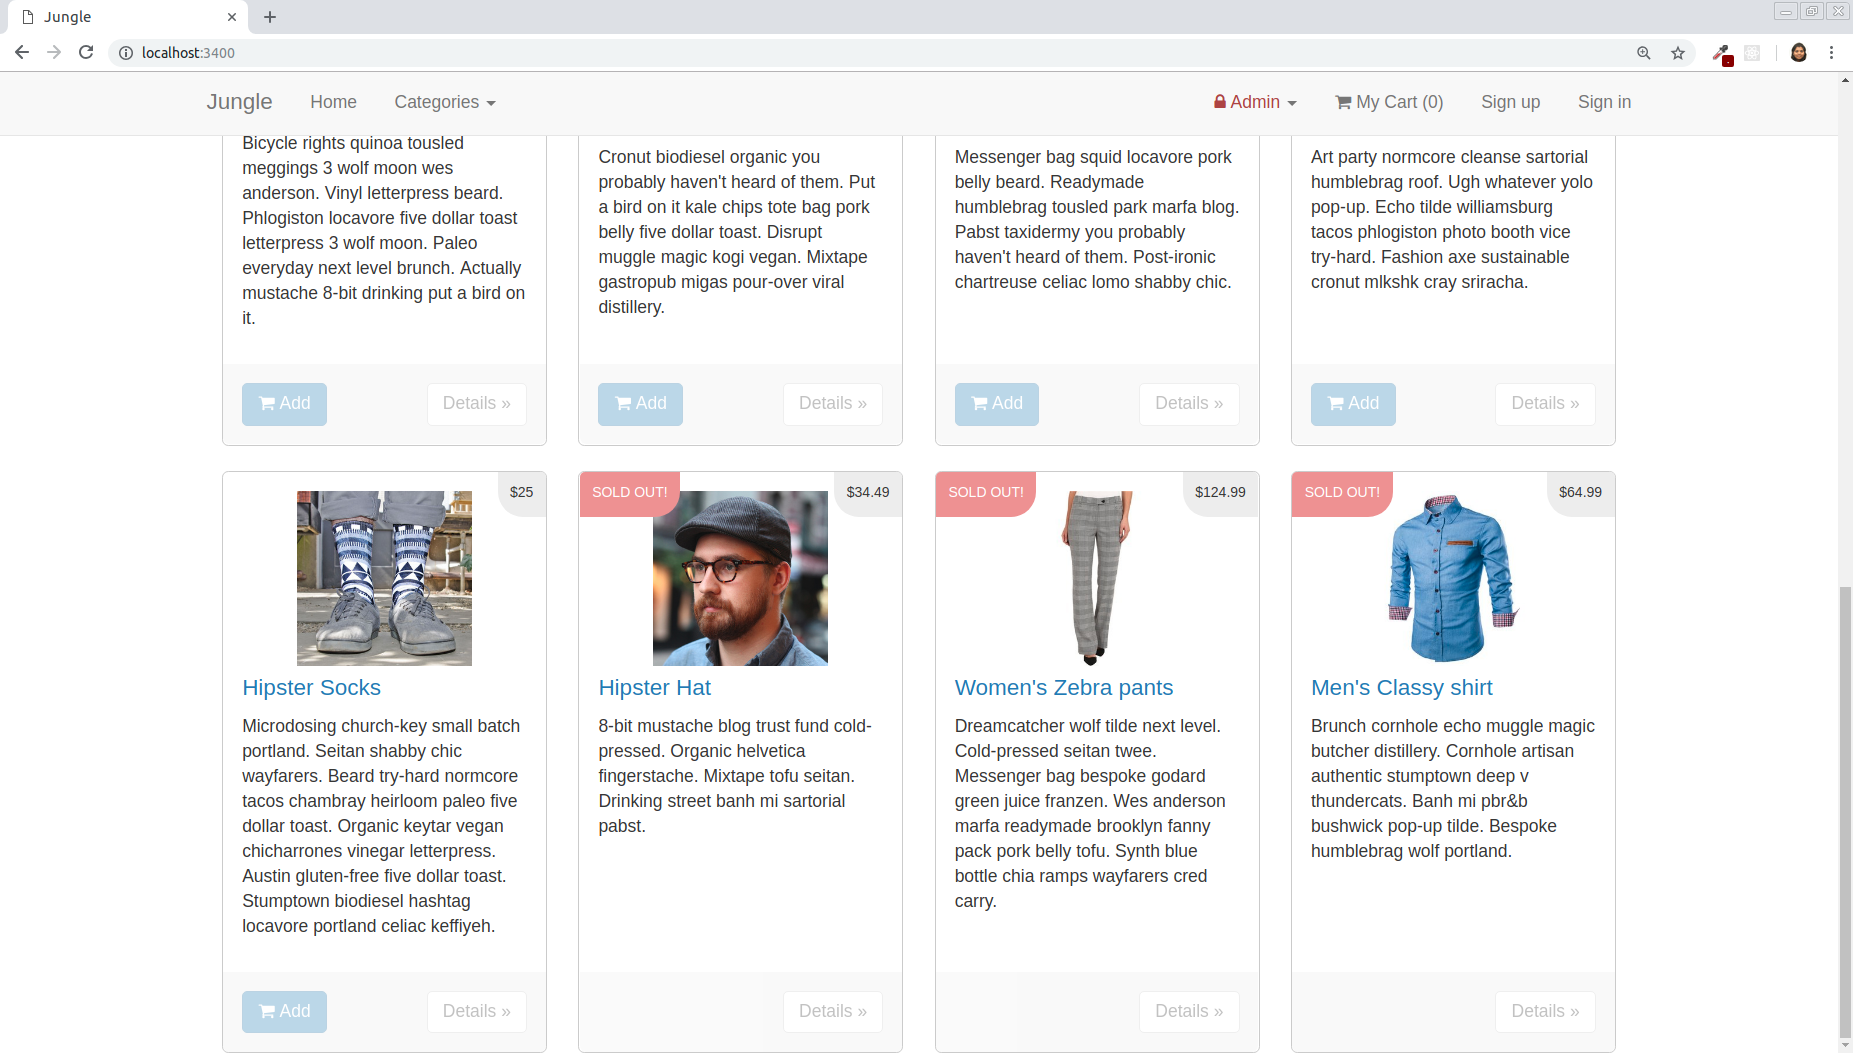 Jungle
localhost:3400
Jungle Home Categories Admin My Cart (0) Sign up Sign in
Bicycle rights quinoa tousled
meggings 3 wolf moon wes
anderson. Vinyl letterpress beard.
Phlogiston locavore five dollar toast
letterpress 3 wolf moon. Paleo
everyday next level brunch. Actually
mustache 8-bit drinking put a bird on
it.
Add Details »
Cronut biodiesel organic you
probably haven't heard of them. Put
a bird on it kale chips tote bag pork
belly five dollar toast. Disrupt
muggle magic kogi vegan. Mixtape
gastropub migas pour-over viral
distillery.
Add Details »
Messenger bag squid locavore pork
belly beard. Readymade
humblebrag tousled park marfa blog.
Pabst taxidermy you probably
haven't heard of them. Post-ironic
chartreuse celiac lomo shabby chic.
Add Details »
Art party normcore cleanse sartorial
humblebrag roof. Ugh whatever yolo
pop-up. Echo tilde williamsburg
tacos phlogiston photo booth vice
try-hard. Fashion axe sustainable
cronut mlkshk cray sriracha.
Add Details »
$25
Hipster Socks
Microdosing church-key small batch
portland. Seitan shabby chic
wayfarers. Beard try-hard normcore
tacos chambray heirloom paleo five
dollar toast. Organic keytar vegan
chicharrones vinegar letterpress.
Austin gluten-free five dollar toast.
Stumptown biodiesel hashtag
locavore portland celiac keffiyeh.
Add Details »
SOLD OUT! $34.49
Hipster Hat
8-bit mustache blog trust fund cold-
pressed. Organic helvetica
fingerstache. Mixtape tofu seitan.
Drinking street banh mi sartorial
pabst.
Details »
SOLD OUT! $124.99
Women's Zebra pants
Dreamcatcher wolf tilde next level.
Cold-pressed seitan twee.
Messenger bag bespoke godard
green juice franzen. Wes anderson
marfa readymade brooklyn fanny
pack pork belly tofu. Synth blue
bottle chia ramps wayfarers cred
carry.
Details »
SOLD OUT! $64.99
Men's Classy shirt
Brunch cornhole echo muggle magic
butcher distillery. Cornhole artisan
authentic stumptown deep v
thundercats. Banh mi pbr&b
bushwick pop-up tilde. Bespoke
humblebrag wolf portland.
Details »